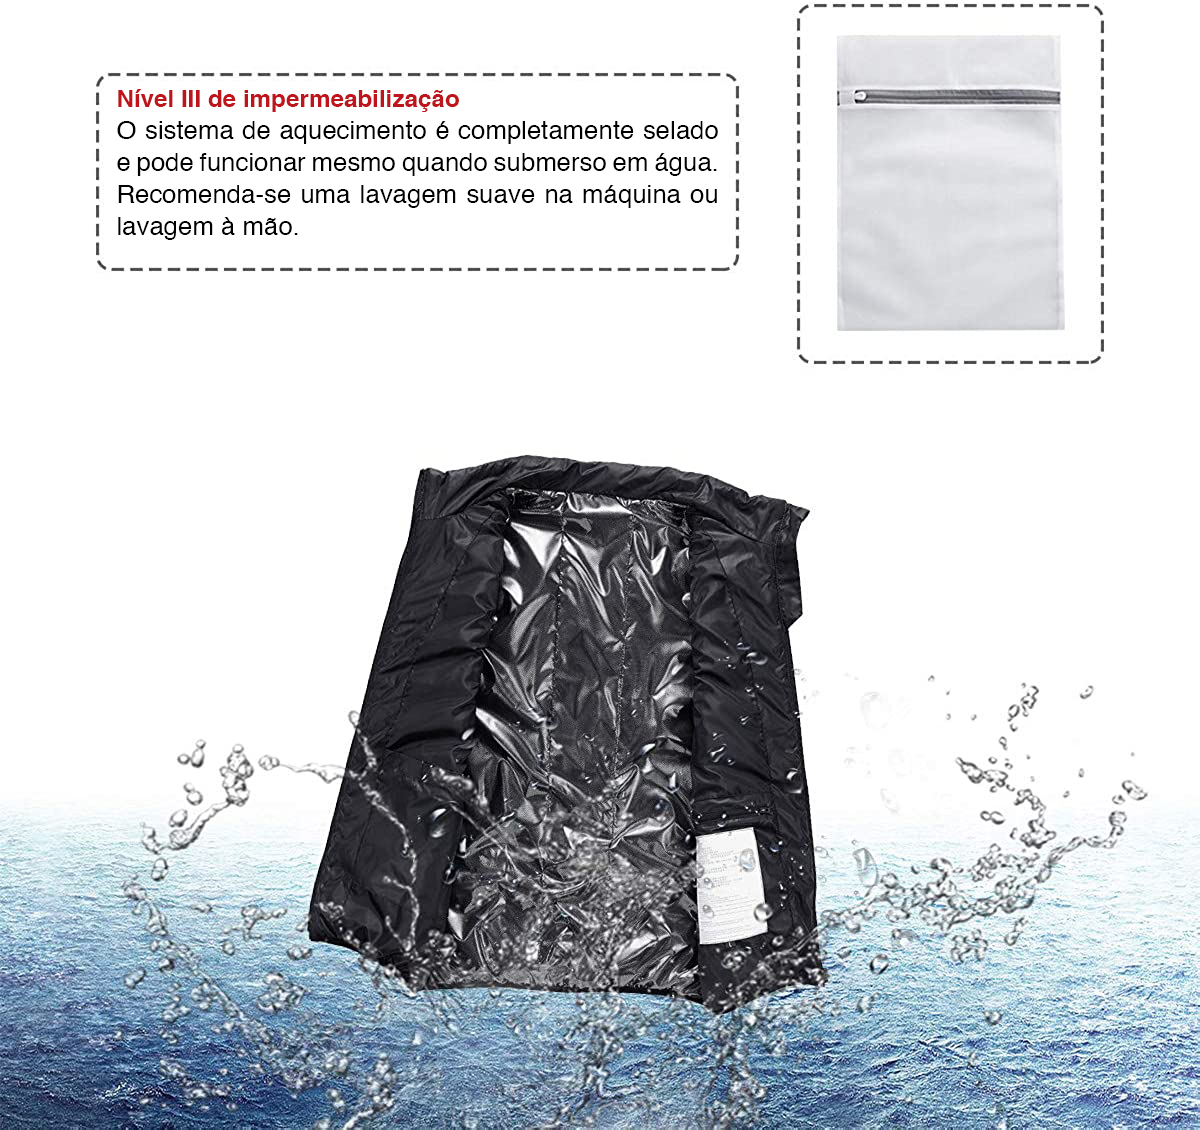 Nível III de impermeabilização
O sistema de aquecimento é completamente selado
e pode funcionar mesmo quando submerso em água.
Recomenda-se uma lavagem suave na máquina ou
lavagem à mão.